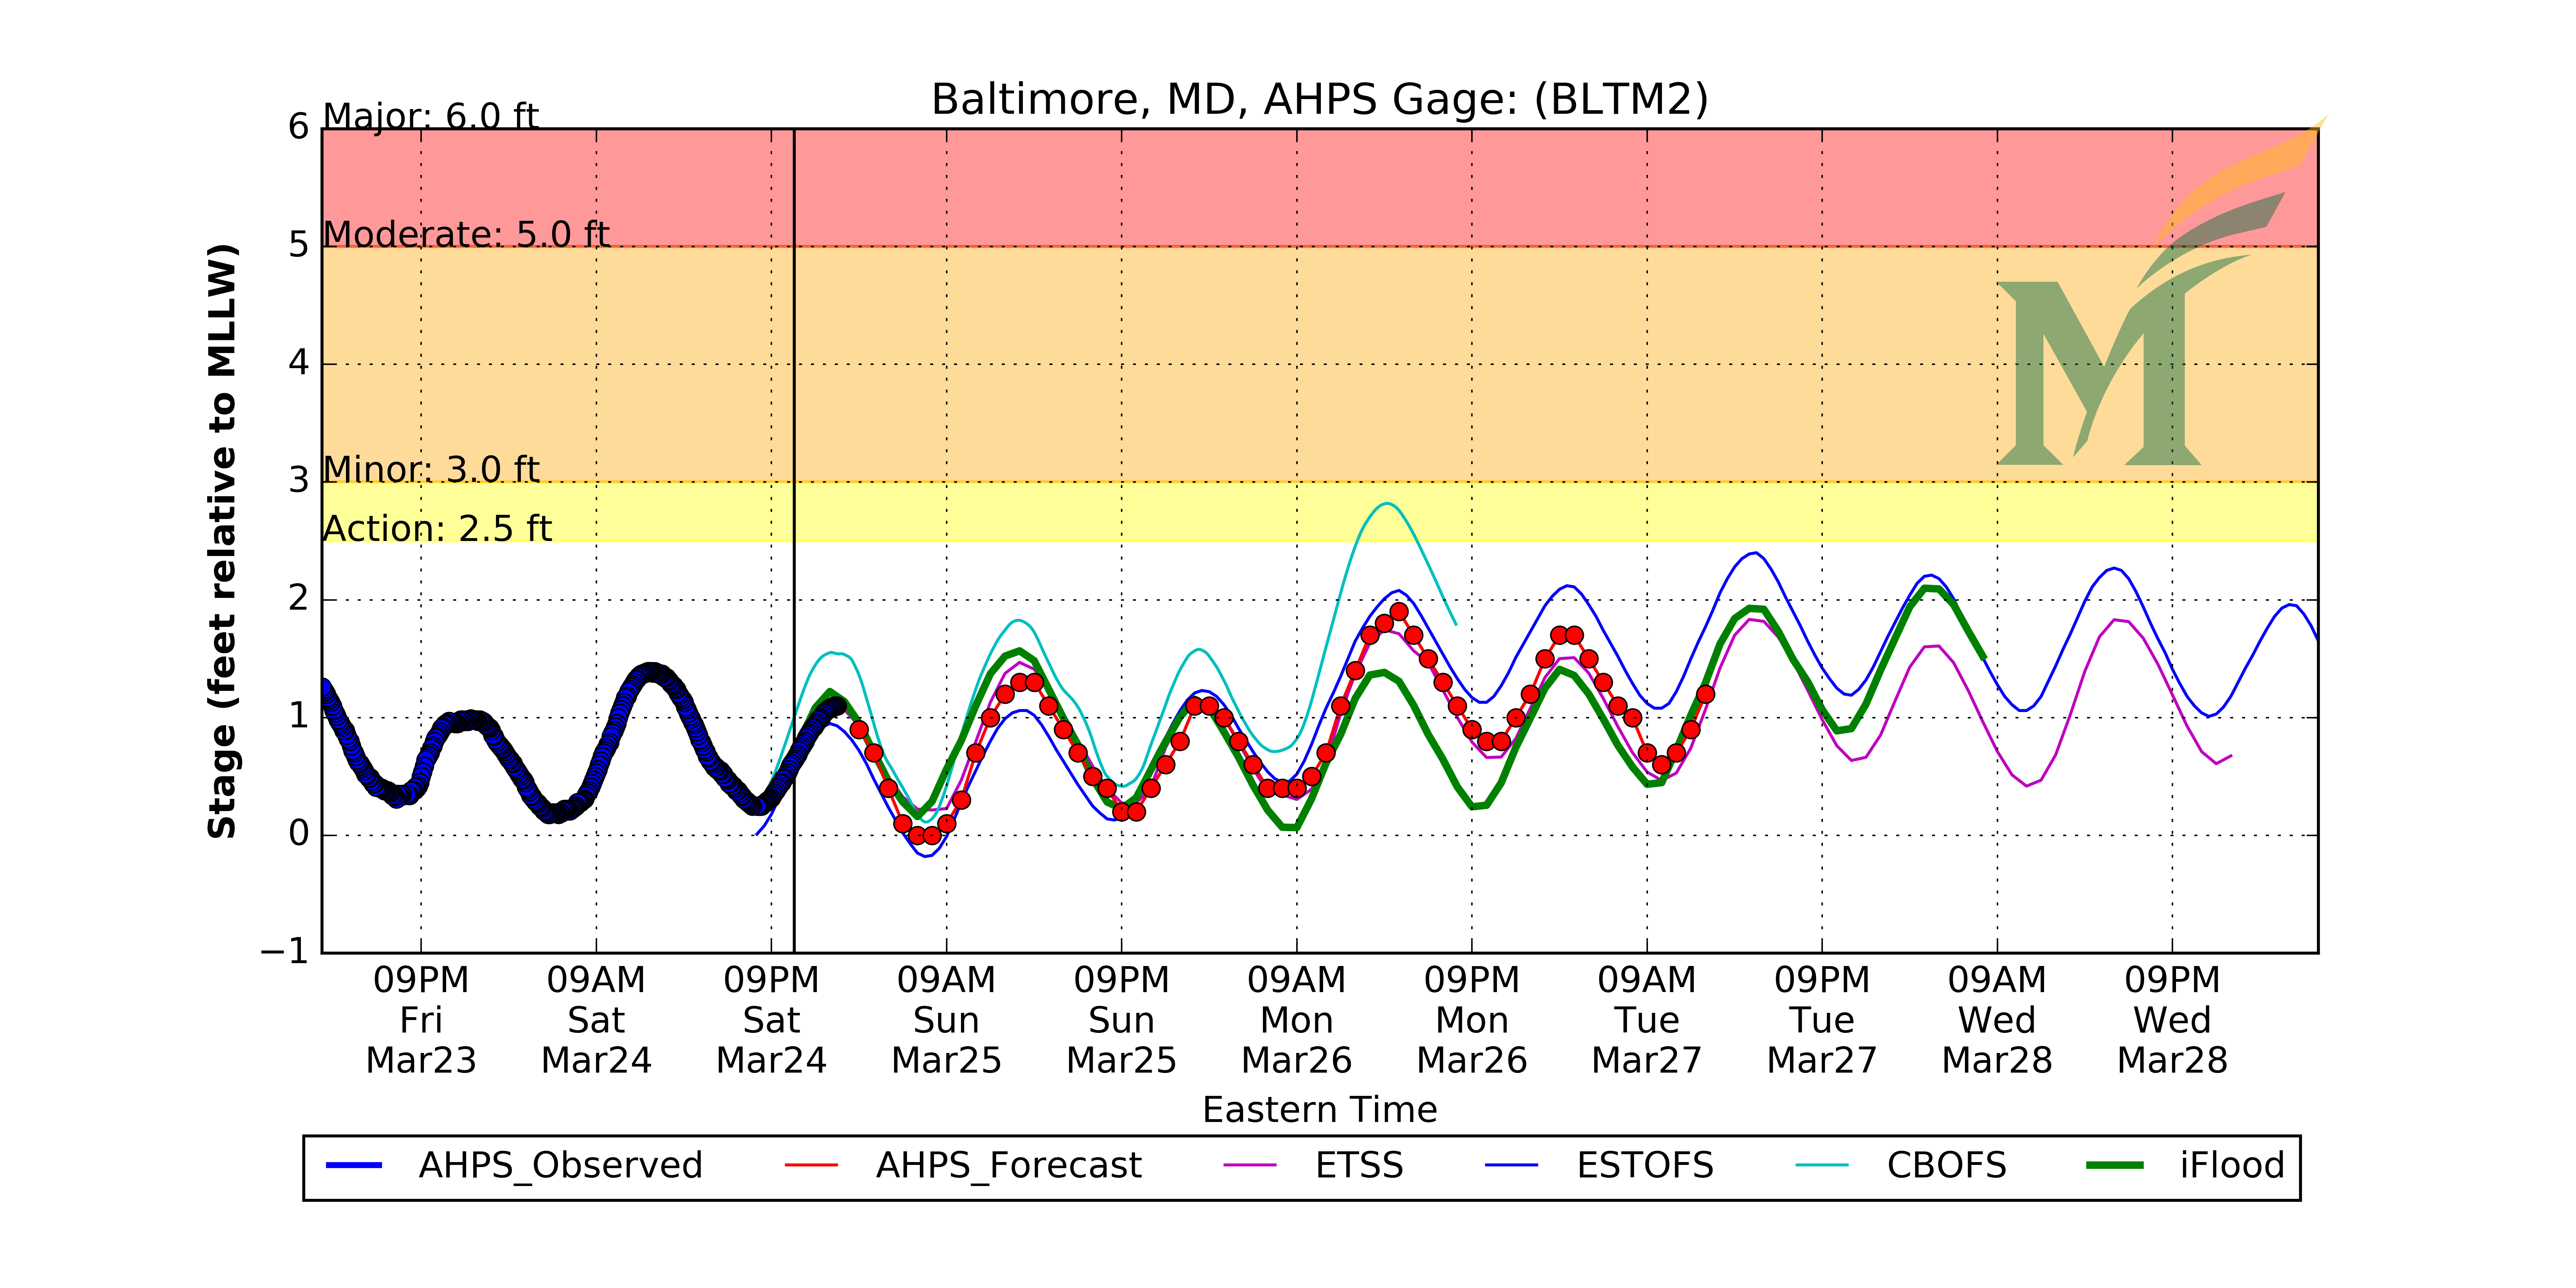 Baltimore, MD, AHPS Gage: (BLTM2)
Major: 6.0 ft
6
Moderate: 5.0 ft
5
4
Minor: 3.0 ft
3
Action: 2.5 ft
2
1
0
−1
Stage (feet relative to MLLW)
09PM 09AM 09PM 09AM 09PM 09AM 09PM 09AM 09PM 09AM 09PM
Fri Sat Sat Sun Sun Mon Mon Tue Tue Wed Wed
Mar23 Mar24 Mar24 Mar25 Mar25 Mar26 Mar26 Mar27 Mar27 Mar28 Mar28
Eastern Time
AHPS_Observed AHPS_Forecast ETSS ESTOFS CBOFS iFlood
M